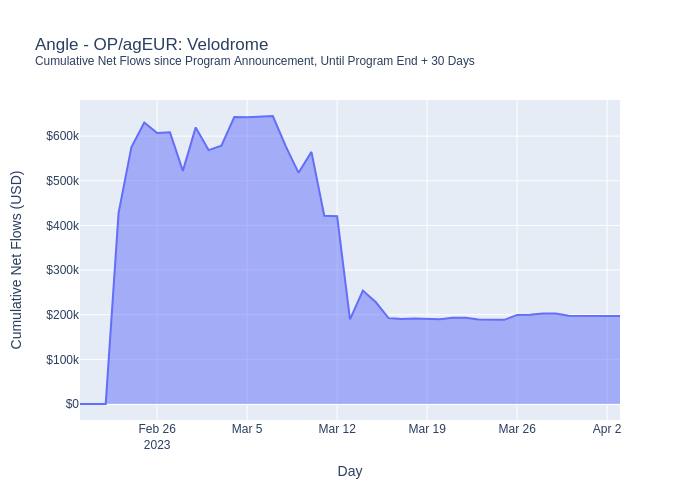 Angle - OP/agEUR: Velodrome
Cumulative Net Flows since Program Announcement, Until Program End + 30 Days
Cumulative Net Flows (USD)
$600k
$500k
$400k
$300k
$200k
$100k
$0
Feb 26
2023
Mar 5
Mar 12
Mar 19
Mar 26
Apr 2
Day